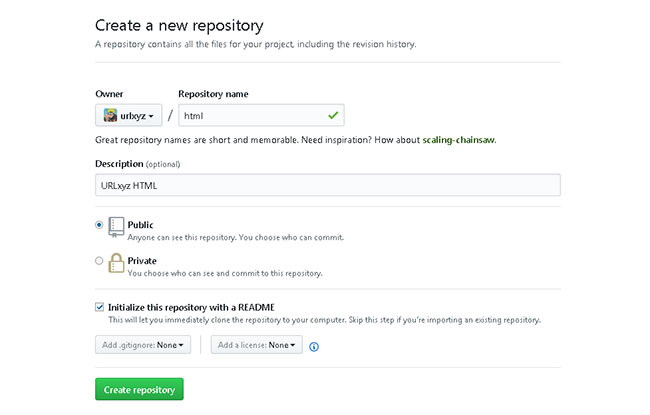 Create a new repository
A repository contains all the files for your project, including the revision history.
Owner Repository name
urlxyz / html
Great repository names are short and memorable. Need inspiration? How about scaling-chainsaw.
Description (optional)
URLxyz HTML
Public
Anyone can see this repository. You choose who can commit.
Private
You choose who can see and commit to this repository.
Initialize this repository with a README
This will let you immediately clone the repository to your computer. Skip this step if you're importing an existing repository.
Add .gitignore: None Add a license: None
Create repository